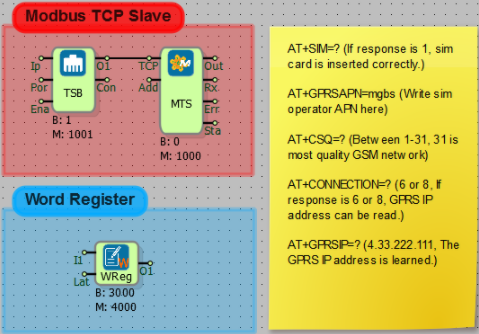 Modbus TCP Slave
Ip
O1
TCP
Out
Por
Con
Add
Rx
Ena
TSB
MTS
Err
Sta
B: 1
M: 1001
B: 0
M: 1000
Word Register
I1
Lat
O1
WReg
B: 3000
M: 4000
AT+SIM=? (If response is 1, sim
card is inserted correctly.)
AT+GPRSAPN=mgbs (Write sim
operator APN here)
AT+CSQ=? (Between 1-31, 31 is
most quality GSM network)
AT+CONNECTION=? (6 or 8, If
response is 6 or 8, GPRS IP
address can be read.)
AT+GPRSIP=? (4.33.222.111, The
GPRS IP address is learned.)